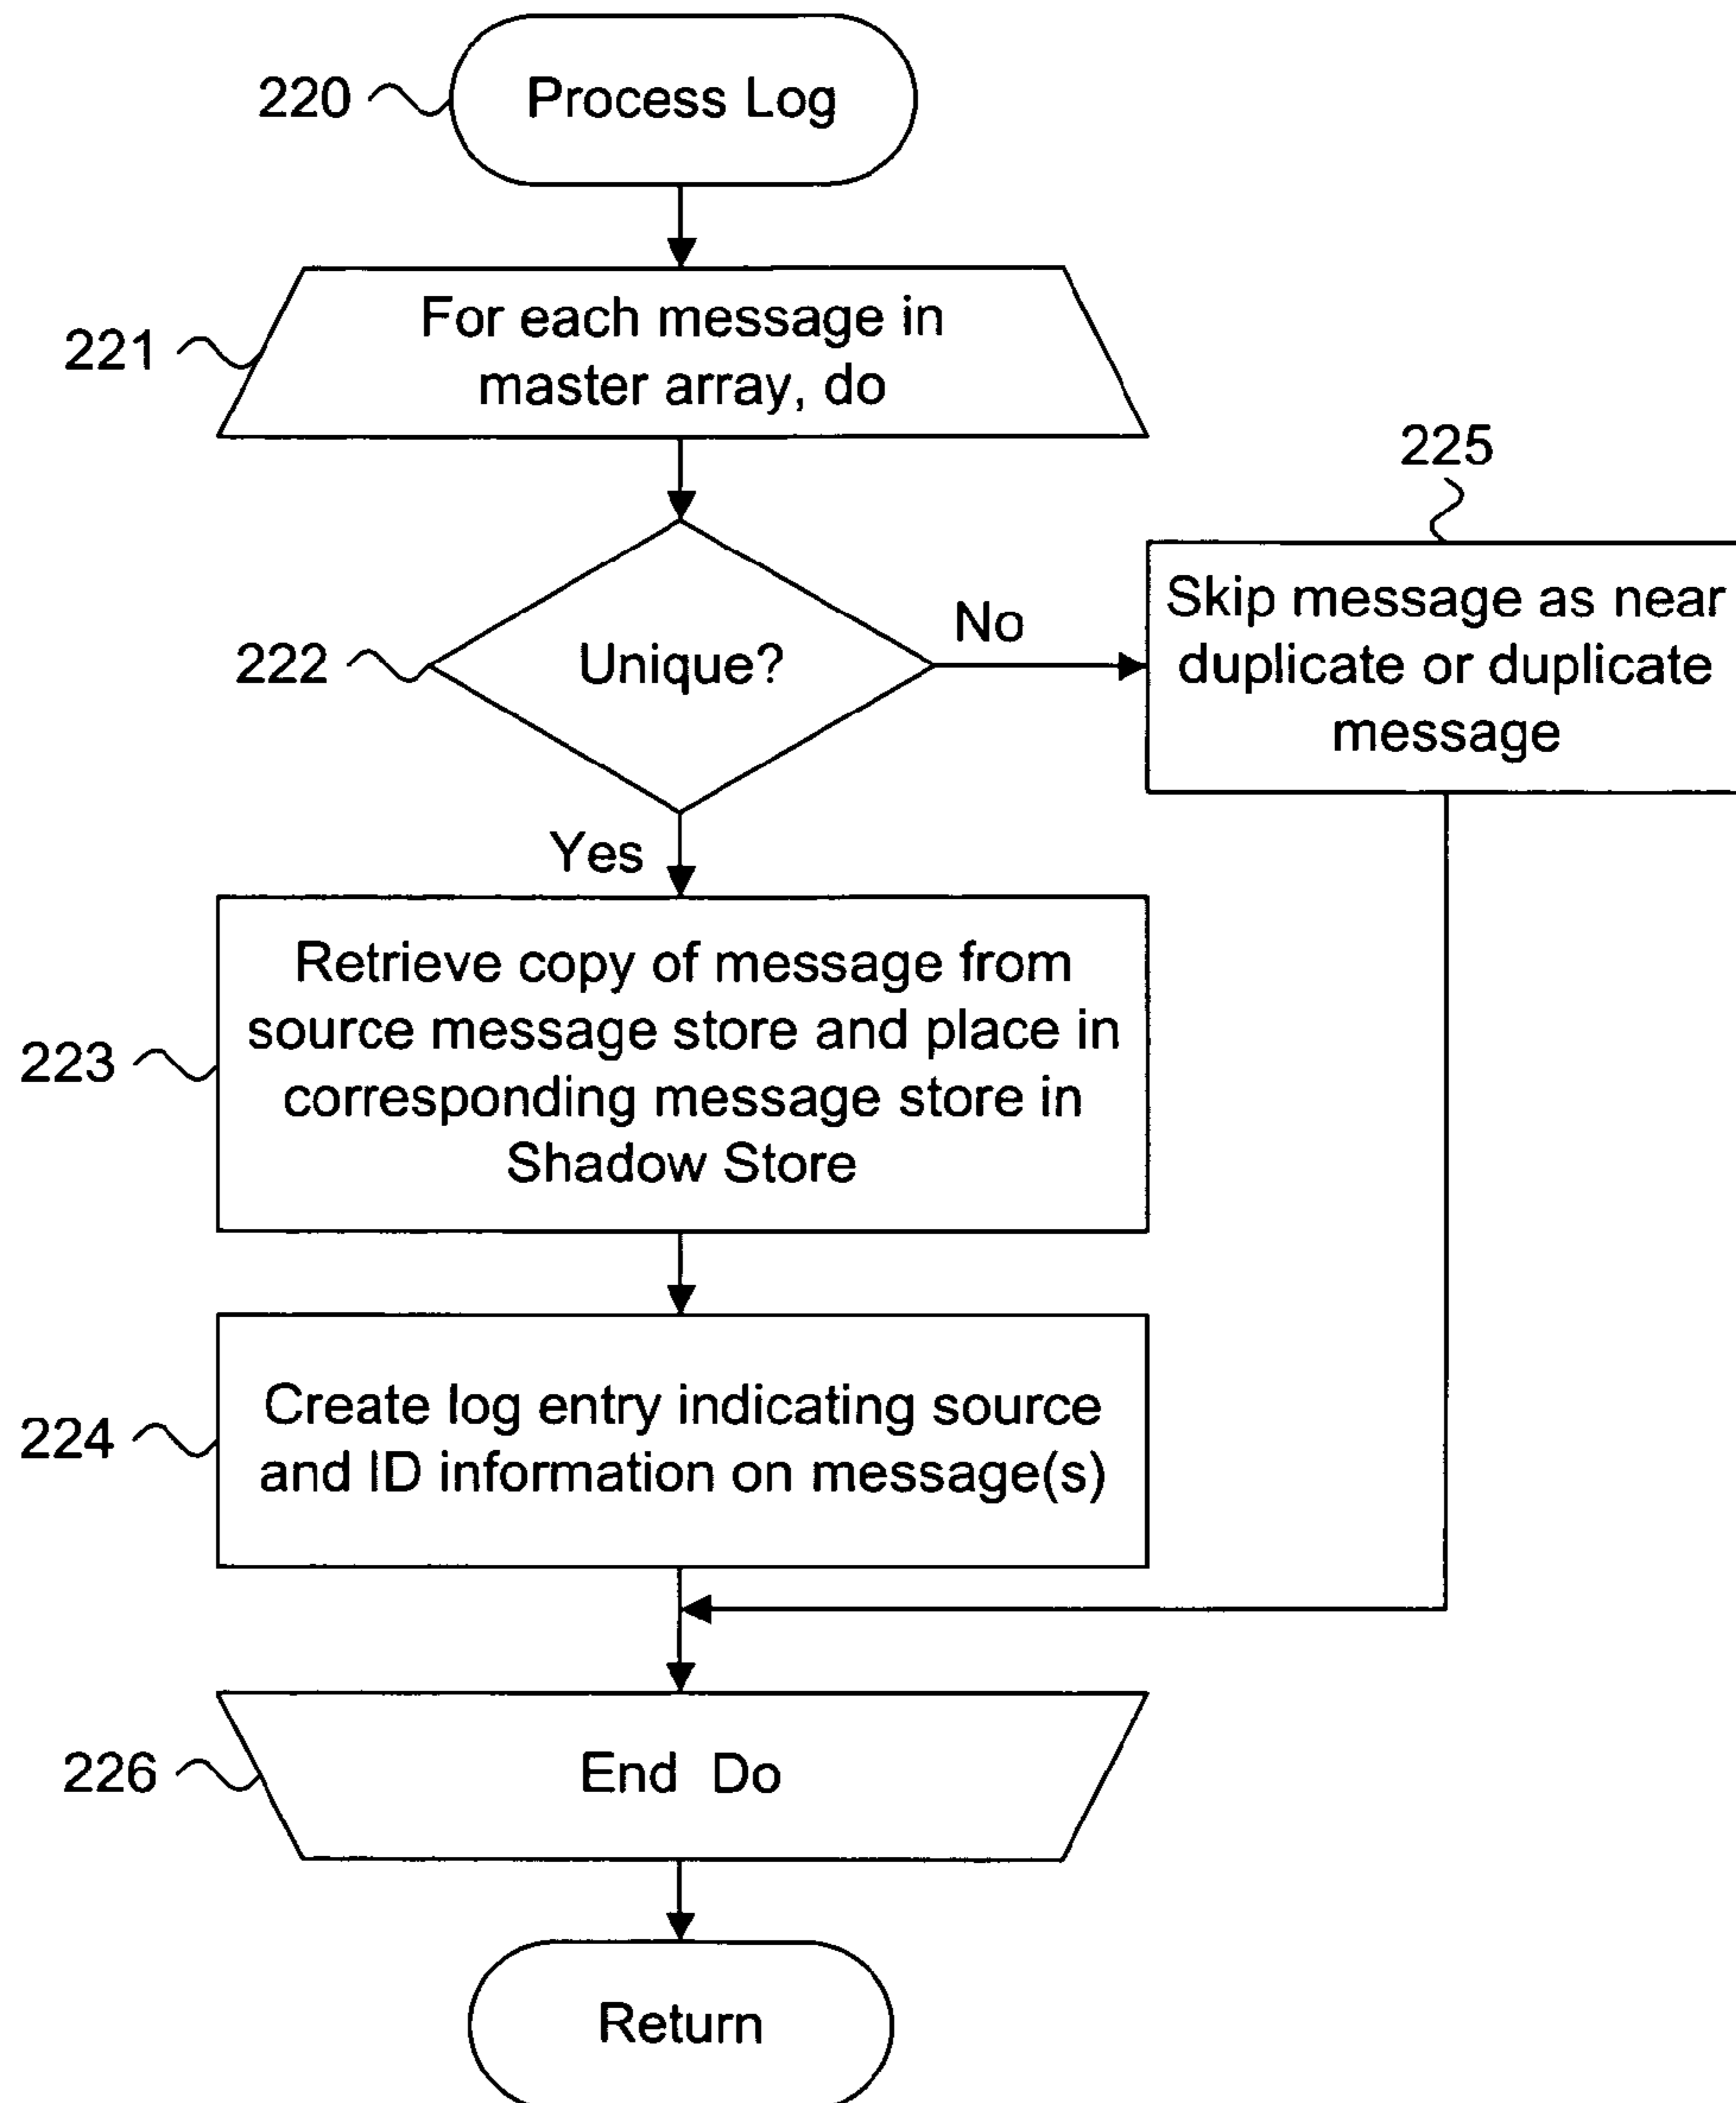 220
Process Log
221
For each message in
master array, do
222
Unique?
No
225
Skip message as near
duplicate or duplicate
message
Yes
223
Retrieve copy of message from
source message store and place in
corresponding message store in
Shadow Store
224
Create log entry indicating source
and ID information on message(s)
226
End Do
Return